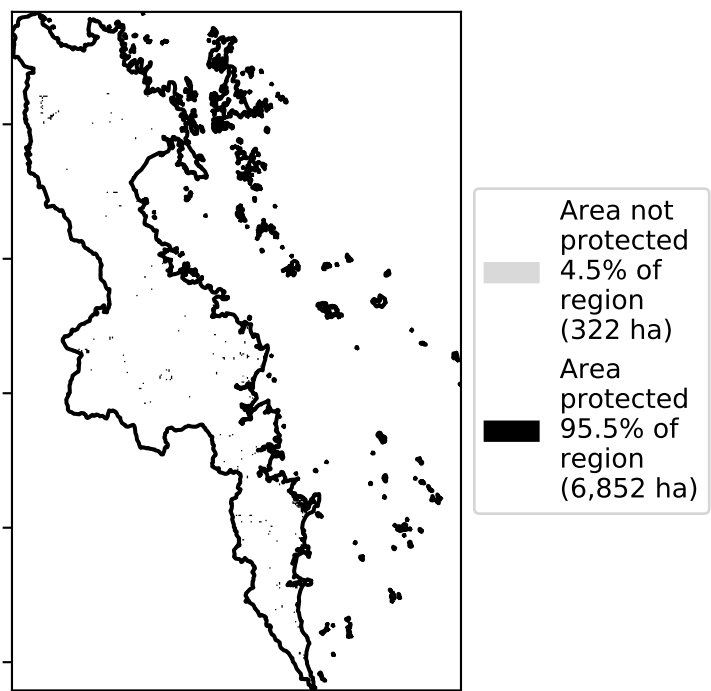 Area not
protected
4.5% of
region
(322 ha)
Area
protected
95.5% of
region
(6,852 ha)